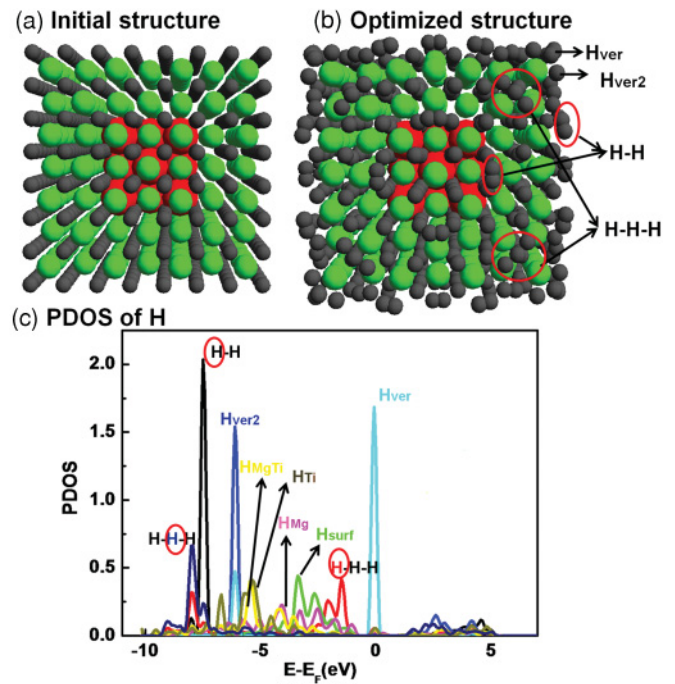 (a) Initial structure
(b) Optimized structure
Hver
Hver2
H-H
H-H-H
(c) PDOS of H
H-H
Hver
Hver2
HMgTi
HTi
H-H-H
HMg
Hsurf
H-H-H
PDOS
2.0
1.5
1.0
0.5
0.0
-10
-5
0
5
E-EF(eV)